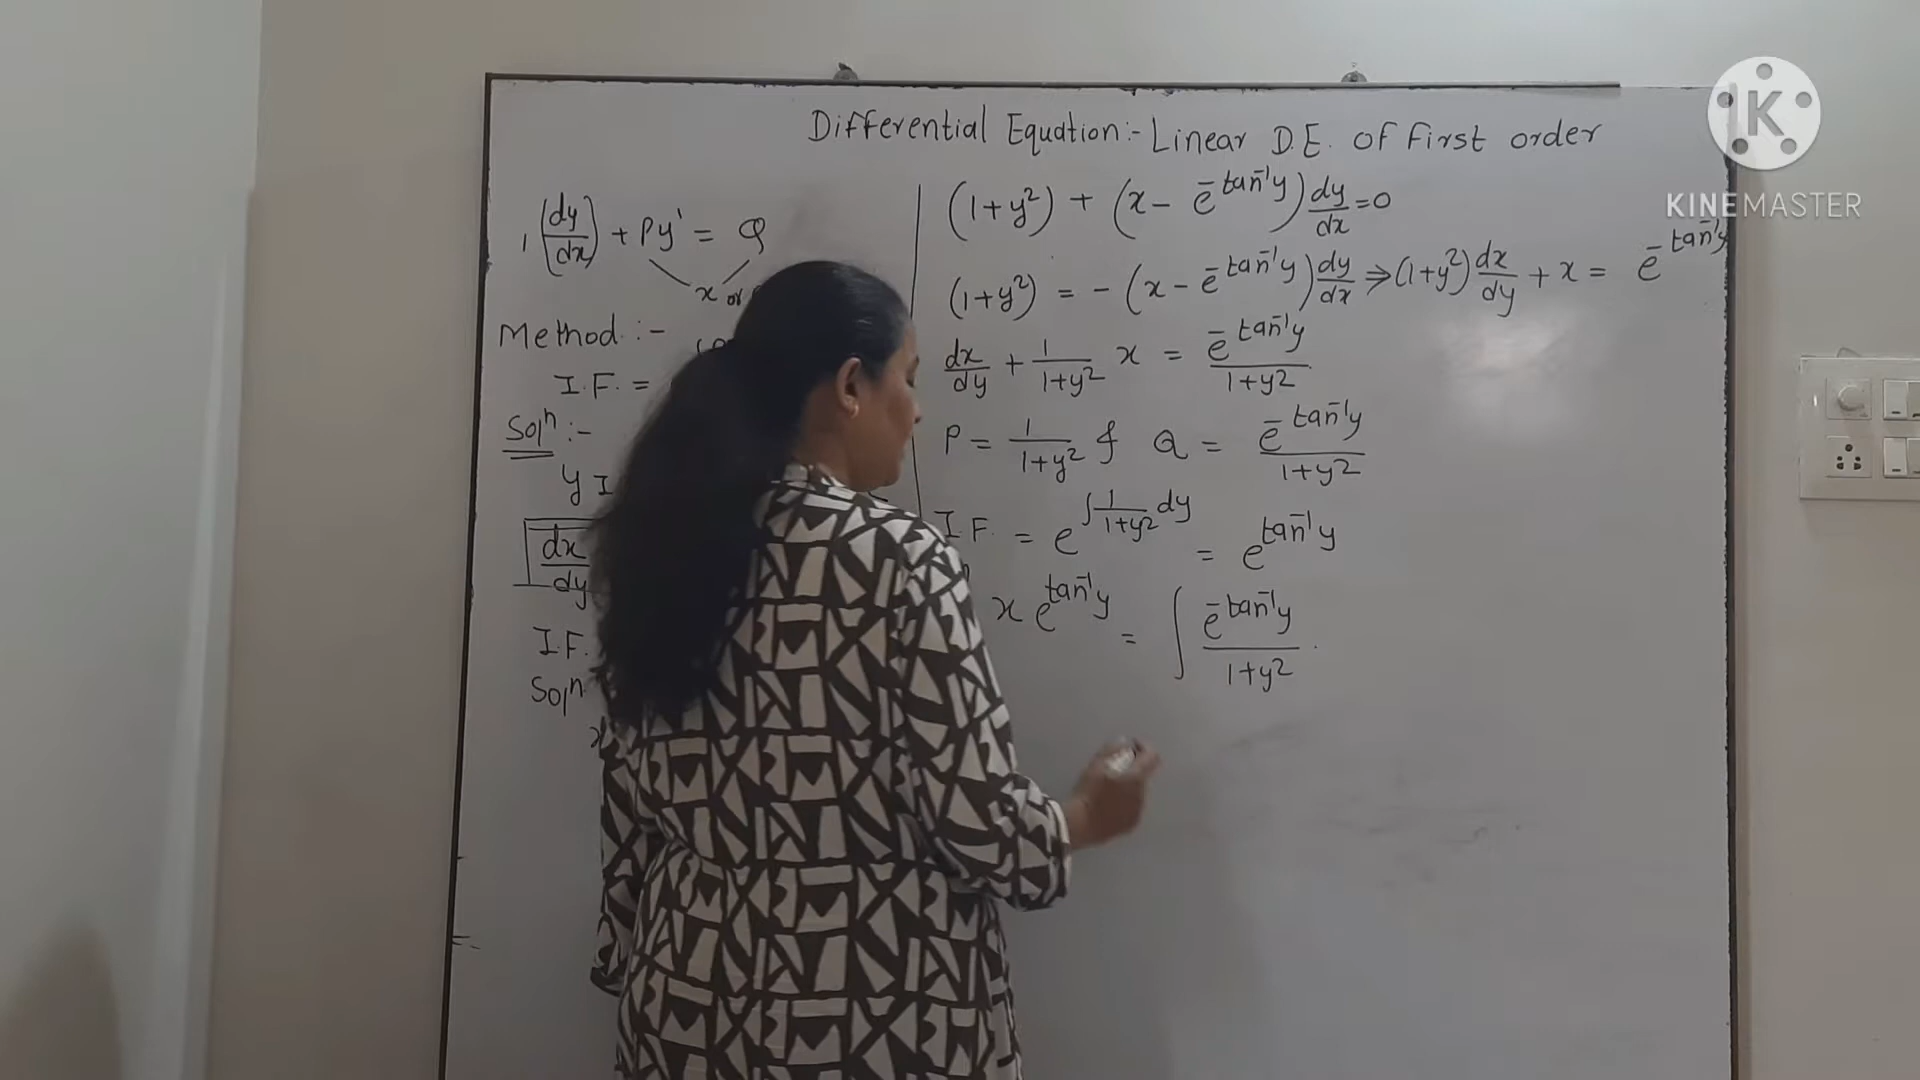 Differential Equation:- Linear D.E. of First order
1 (dy/dx) + Py¹ = Q
x or
Method :-
I.F. =
Solⁿ :-
y I
dx/dy
I.F.
Solⁿ
x
(1+y²) + (x - e^-tan⁻¹y) dy/dx = 0
(1+y²) = - (x - e^-tan⁻¹y) dy/dx ⇒ (1+y²) dx/dy + x = e^-tan⁻¹y
dx/dy + 1/(1+y²) x = e^-tan⁻¹y/(1+y²)
P = 1/(1+y²) & Q = e^-tan⁻¹y/(1+y²)
I.F. = e^∫1/(1+y²) dy = e^tan⁻¹y
x e^tan⁻¹y = ∫ e^-tan⁻¹y/(1+y²) .
K
KINEMASTER